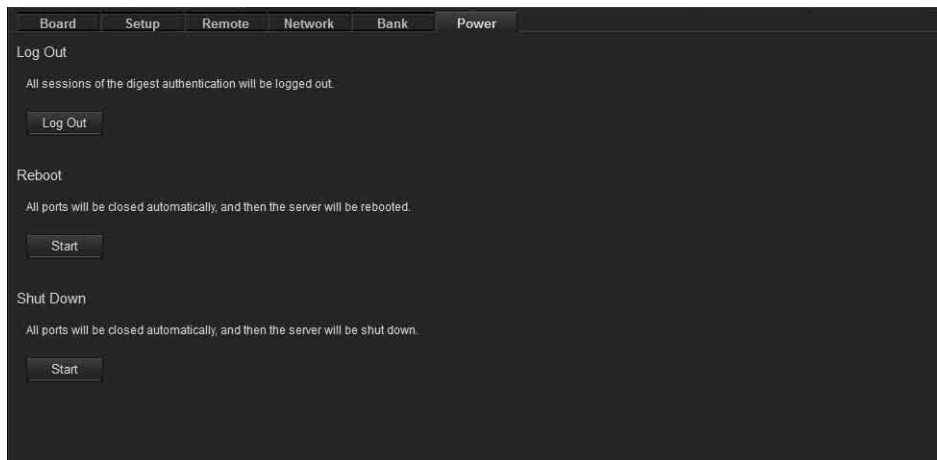 Board Setup Remote Network Bank Power
Log Out
All sessions of the digest authentication will be logged out.
Log Out
Reboot
All ports will be closed automatically, and then the server will be rebooted.
Start
Shut Down
All ports will be closed automatically, and then the server will be shut down.
Start